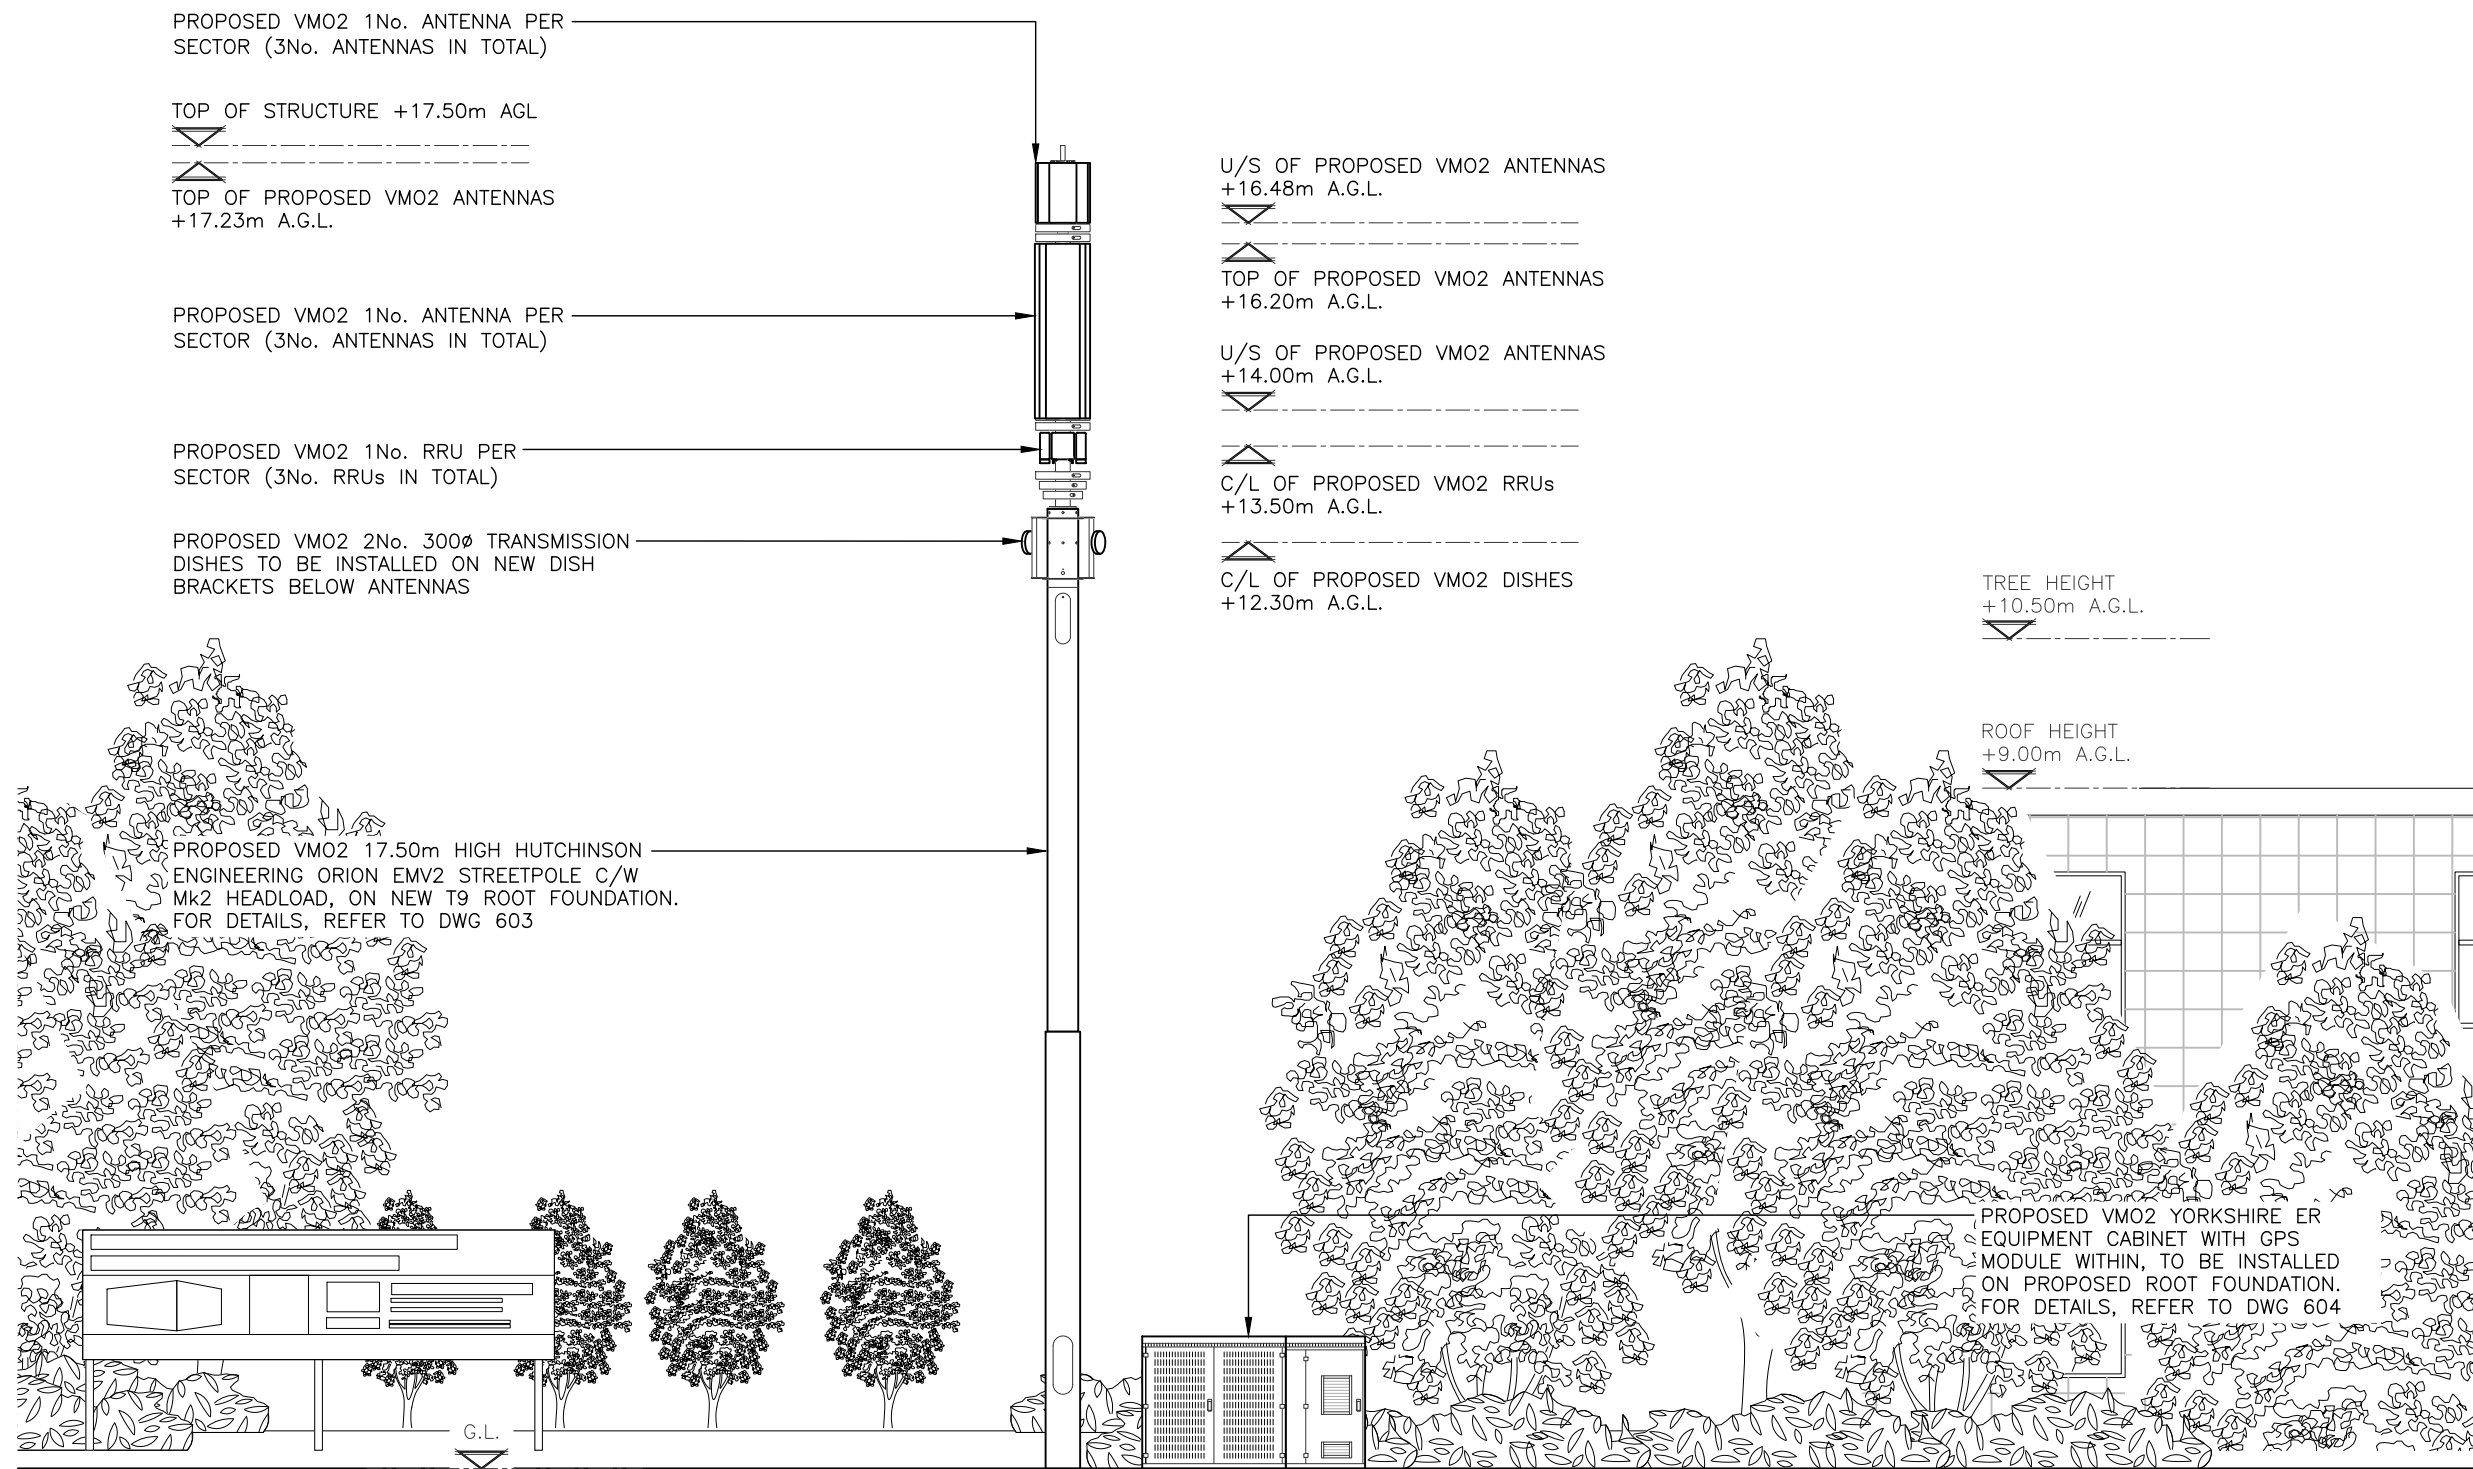 PROPOSED VMO2 1No. ANTENNA PER
SECTOR (3No. ANTENNAS IN TOTAL)
TOP OF STRUCTURE +17.50m AGL
TOP OF PROPOSED VMO2 ANTENNAS
+17.23m A.G.L.
PROPOSED VMO2 1No. ANTENNA PER
SECTOR (3No. ANTENNAS IN TOTAL)
PROPOSED VMO2 1No. RRU PER
SECTOR (3No. RRUs IN TOTAL)
PROPOSED VMO2 2No. 300ø TRANSMISSION
DISHES TO BE INSTALLED ON NEW DISH
BRACKETS BELOW ANTENNAS
PROPOSED VMO2 17.50m HIGH HUTCHINSON
ENGINEERING ORION EMV2 STREETPOLE C/W
Mk2 HEADLOAD, ON NEW T9 ROOT FOUNDATION.
FOR DETAILS, REFER TO DWG 603
G.L.
U/S OF PROPOSED VMO2 ANTENNAS
+16.48m A.G.L.
TOP OF PROPOSED VMO2 ANTENNAS
+16.20m A.G.L.
U/S OF PROPOSED VMO2 ANTENNAS
+14.00m A.G.L.
C/L OF PROPOSED VMO2 RRUs
+13.50m A.G.L.
C/L OF PROPOSED VMO2 DISHES
+12.30m A.G.L.
TREE HEIGHT
+10.50m A.G.L.
ROOF HEIGHT
+9.00m A.G.L.
PROPOSED VMO2 YORKSHIRE ER
EQUIPMENT CABINET WITH GPS
MODULE WITHIN, TO BE INSTALLED
ON PROPOSED ROOT FOUNDATION.
FOR DETAILS, REFER TO DWG 604